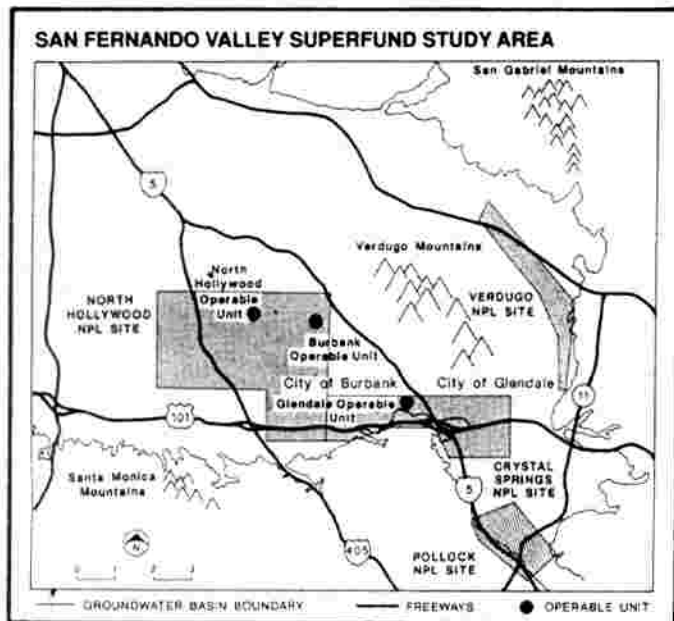 SAN FERNANDO VALLEY SUPERFUND STUDY AREA
San Gabriel Mountains
5
Verdugo Mountains
North
Hollywood
Operable
Unit
NORTH
HOLLYWOOD
NPL SITE
VERDUGO
NPL SITE
Burbank
Operable Unit
City of Burbank
City of Glendale
Glendale Operable
Unit
11
101
CRYSTAL
SPRINGS
NPL SITE
Santa Monica
Mountains
5
N
405
POLLOCK
NPL SITE
GROUNDWATER BASIN BOUNDARY
FREEWAYS
OPERABLE UNIT